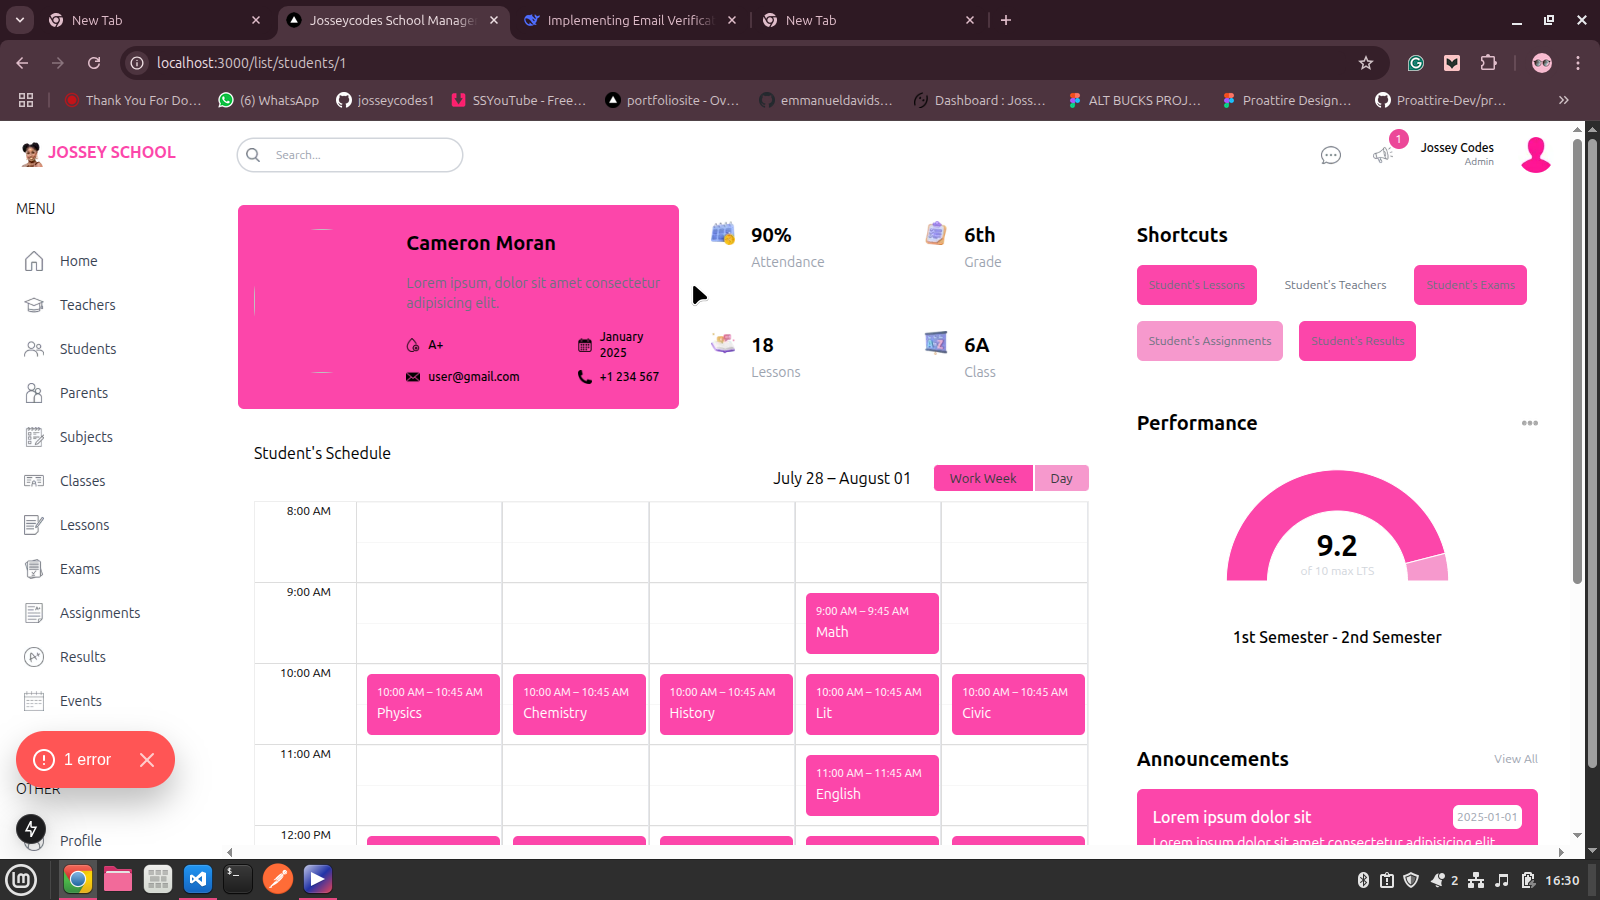 New Tab
Josseycodes School Manage
Implementing Email Verifica
New Tab
localhost:3000/list/students/1
Thank You For Do...
(6) WhatsApp
josseycodes1
SSYouTube - Free...
portfoliosite - Ov...
emmanueldavids...
Dashboard : Joss...
ALT BUCKS PROJ...
Proattire Design...
Proattire-Dev/pr...
JOSSEY SCHOOL
Search...
1
Jossey Codes
Admin
MENU
Home
Teachers
Students
Parents
Subjects
Classes
Lessons
Exams
Assignments
Results
Events
1 error
OTHER
Profile
Cameron Moran
Lorem ipsum, dolor sit amet consectetur
adipisicing elit.
A+
January
2025
user@gmail.com
+1 234 567
90%
Attendance
6th
Grade
18
Lessons
6A
Class
Student's Schedule
July 28 – August 01
Work Week
Day
8:00 AM
9:00 AM
9:00 AM – 9:45 AM
Math
10:00 AM
10:00 AM – 10:45 AM
Physics
10:00 AM – 10:45 AM
Chemistry
10:00 AM – 10:45 AM
History
10:00 AM – 10:45 AM
Lit
10:00 AM – 10:45 AM
Civic
11:00 AM
11:00 AM – 11:45 AM
English
12:00 PM
Shortcuts
Student's Lessons
Student's Teachers
Student's Exams
Student's Assignments
Student's Results
Performance
9.2
of 10 max LTS
1st Semester - 2nd Semester
Announcements
View All
Lorem ipsum dolor sit
2025-01-01
Lorem ipsum dolor sit amet consectetur adipisicing elit.
2
16:30